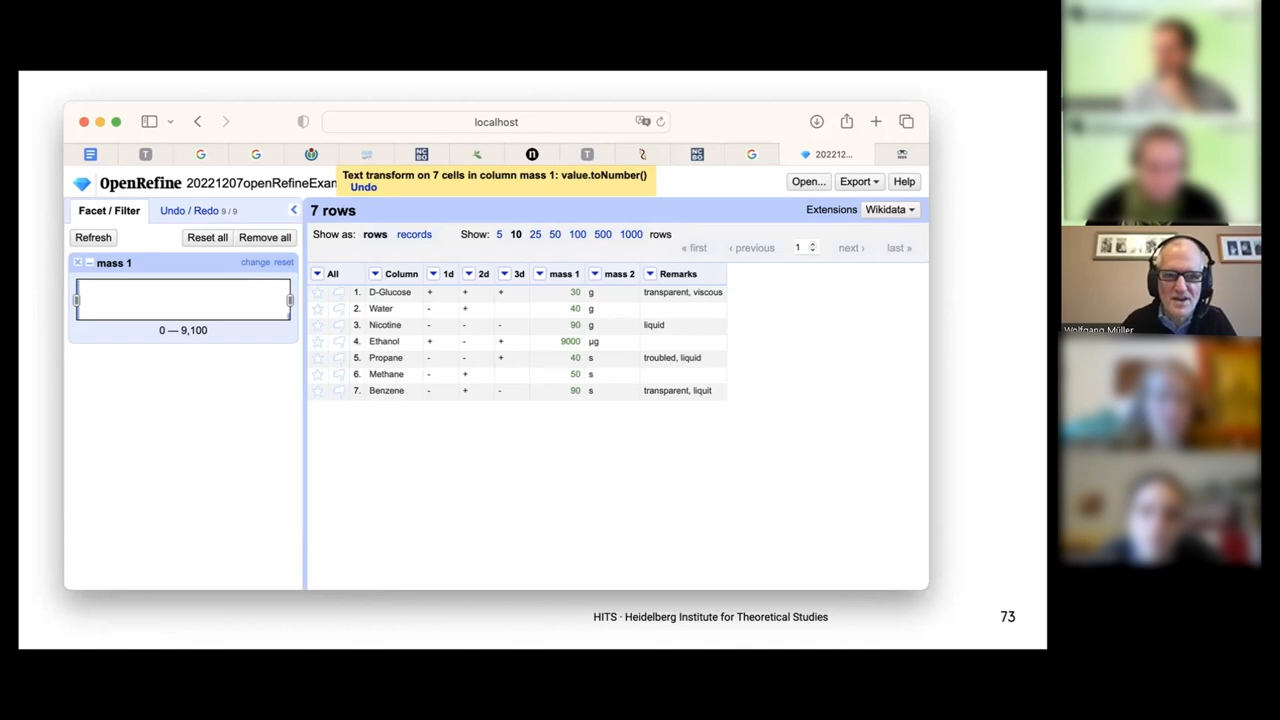 localhost
202212...
OpenRefine 20221207openRefineExan
Text transform on 7 cells in column mass 1: value.toNumber()
Undo
Open... Export Help
Facet / Filter Undo / Redo 9 / 9
7 rows
Extensions Wikidata
Refresh Reset all Remove all
Show as: rows records Show: 5 10 25 50 100 500 1000 rows
« first ‹ previous 1 next › last »
mass 1 change reset
0 — 9,100
All Column 1d 2d 3d mass 1 mass 2 Remarks
1. D-Glucose + + + 30 g transparent, viscous
2. Water - + 40 g
3. Nicotine - - - 90 g liquid
4. Ethanol + - + 9000 µg
5. Propane - - + 40 s troubled, liquid
6. Methane - + 50 s
7. Benzene - + - 90 s transparent, liquit
Wolfgang Müller
HITS · Heidelberg Institute for Theoretical Studies
73